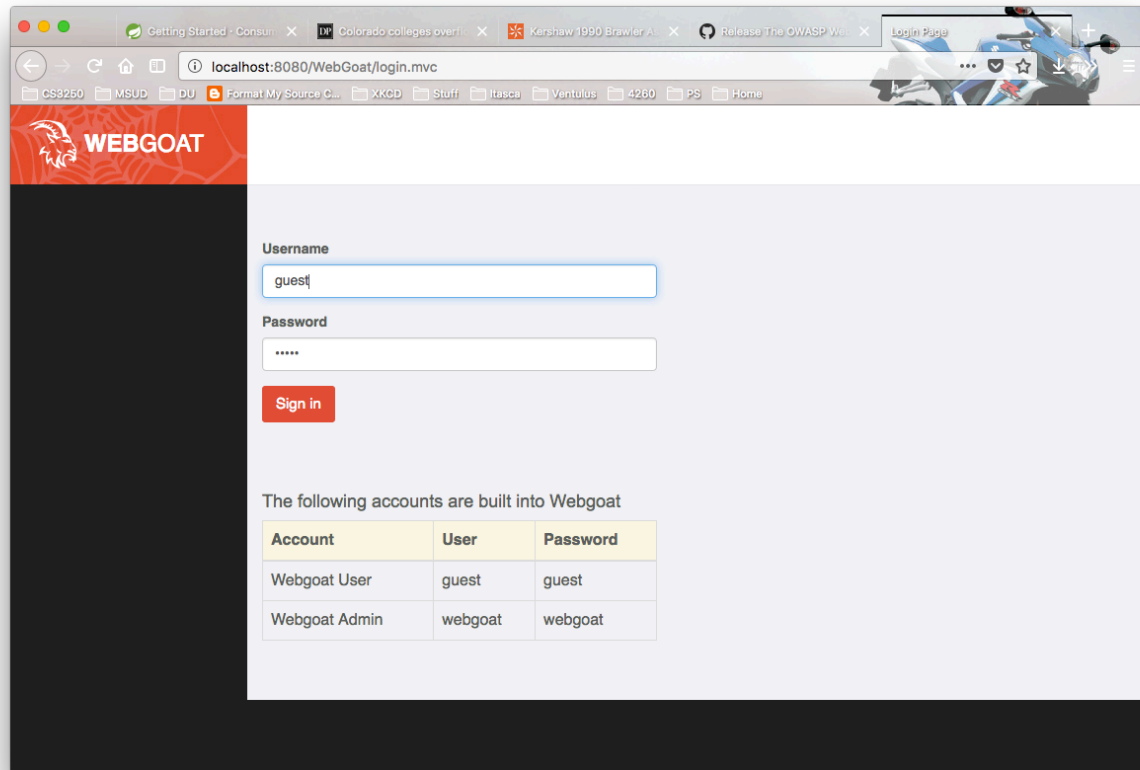 Getting Started · Consun
Colorado colleges overh
Kershaw 1990 Brawler A
Release The OWASP W...
Login Page
localhost:8080/WebGoat/login.mvc
CS3250 MSUD DU Format My Source C... XKCD Stuff Itasca Ventulus 4260 PS Home
WEBGOAT
Username
guest
Password
•••••
Sign in
The following accounts are built into Webgoat
Account User Password
Webgoat User guest guest
Webgoat Admin webgoat webgoat